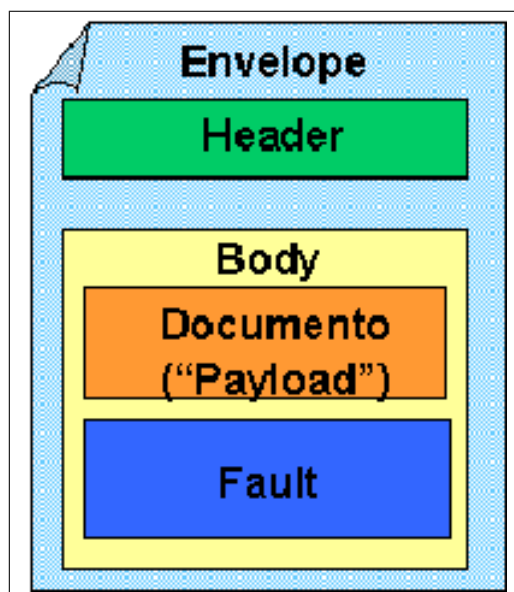 Envelope
Header
Body
Documento
(“Payload”)
Fault